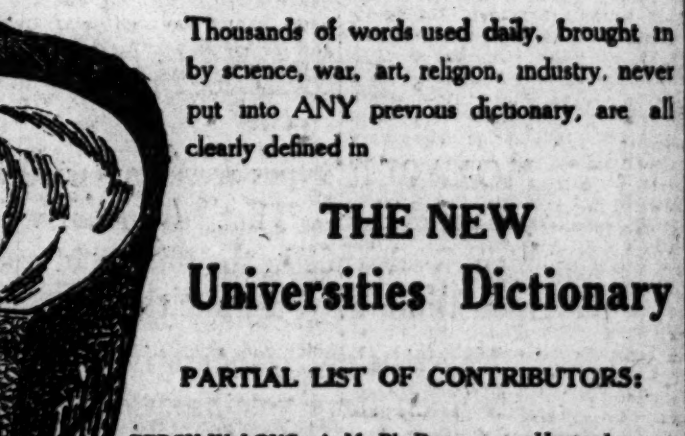 Thousands of words used daily, brought in
by science, war, art, religion, industry, never
put into ANY previous dictionary, are all
clearly defined in
THE NEW
Universities Dictionary
PARTIAL LIST OF CONTRIBUTORS: